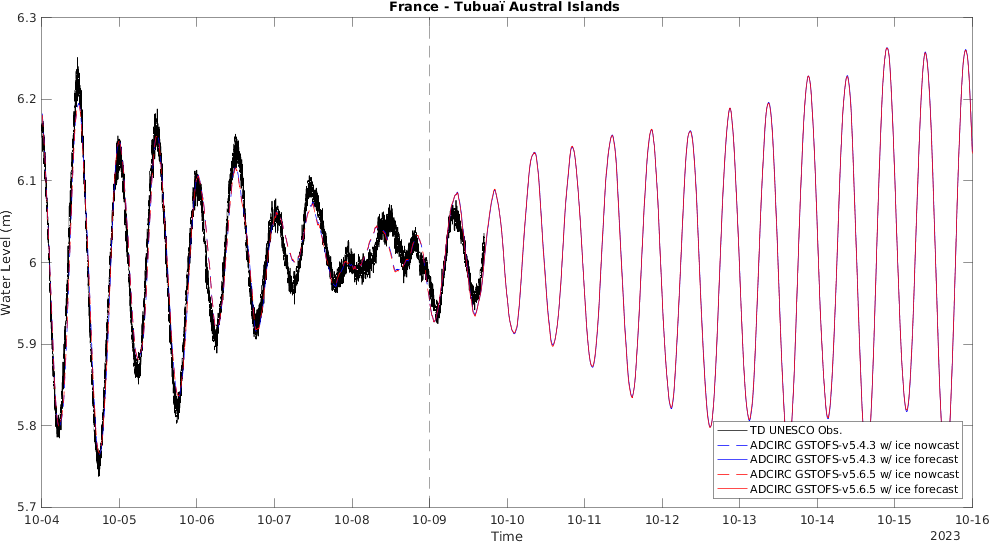 France - Tubuaï Austral Islands
Water Level (m)
6.3
6.2
6.1
6
5.9
5.8
5.7
TD UNESCO Obs.
ADCIRC GSTOFS-v5.4.3 w/ ice nowcast
ADCIRC GSTOFS-v5.4.3 w/ ice forecast
ADCIRC GSTOFS-v5.6.5 w/ ice nowcast
ADCIRC GSTOFS-v5.6.5 w/ ice forecast
10-04 10-05 10-06 10-07 10-08 10-09 10-10 10-11 10-12 10-13 10-14 10-15 10-16
Time
2023